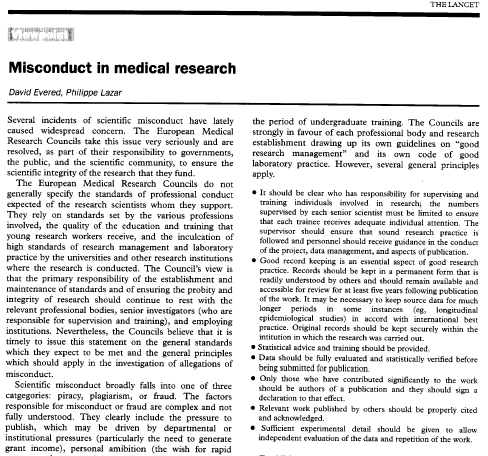 THE LANCET
Misconduct in medical research
David Evered, Philippe Lazar
Several incidents of scientific misconduct have lately
caused widespread concern. The European Medical
Research Councils take this issue very seriously and are
resolved, as part of their responsibility to governments,
the public, and the scientific community, to ensure the
scientific integrity of the research that they fund.
The European Medical Research Councils do not
generally specify the standards of professional conduct
expected of the research scientists whom they support.
They rely on standards set by the various professions
involved, the quality of the education and training that
young research workers receive, and the inculcation of
high standards of research management and laboratory
practice by the universities and other research institutions
where the research is conducted. The Council's view is
that the primary responsibility of the establishment and
maintenance of standards and of ensuring the probity and
integrity of research should continue to rest with the
relevant professional bodies, senior investigators (who are
responsible for supervision and training), and employing
institutions. Nevertheless, the Councils believe that it is
timely to issue this statement on the general standards
which they expect to be met and the general principles
which should apply in the investigation of allegations of
misconduct.
Scientific misconduct broadly falls into one of three
catgegories: piracy, plagiarism, or fraud. The factors
responsible for misconduct are complex and not
fully understood. They clearly include the pressure to
publish, which may be driven by departmental or
institutional pressures (particularly the need to generate
grant income), personal amibition (the wish for rapid
the period of undergraduate training. The Councils are
strongly in favour of each professional body and research
establishment drawing up its own guidelines on “good
research management” and its own code of good
laboratory practice. However, several general principles
apply.
• It should be clear who has responsibility for supervising and
training individuals involved in research; the numbers
supervised by each senior scientist must be limited to ensure
that each trainee receives adequate individual attention. The
supervisor should ensure that sound research practice is
followed and personnel should receive guidance in the conduct
of the project, data management, and aspects of publication.
• Good record keeping is an essential aspect of good research
practice. Records should be kept in a permanent form that is
readily understood by others and should remain available and
accessible for review for at least five years following publication
of the work. It may be necessary to keep source data for much
longer periods in some instances (eg, longitudinal
epidemiological studies) in accord with international best
practice. Original records should be kept securely within the
intitution in which the research was carried out.
• Statistical advice and training should be provided.
• Data should be fully evaluated and statistically verified before
being submitted for publication.
• Only those who have contributed significantly to the work
should be authors of a publication and they should sign a
declaration to that effect.
• Relevant work published by others should be properly cited
and acknowledged.
• Sufficient experimental detail should be given to allow
independent evaluation of the data and repetition of the work.